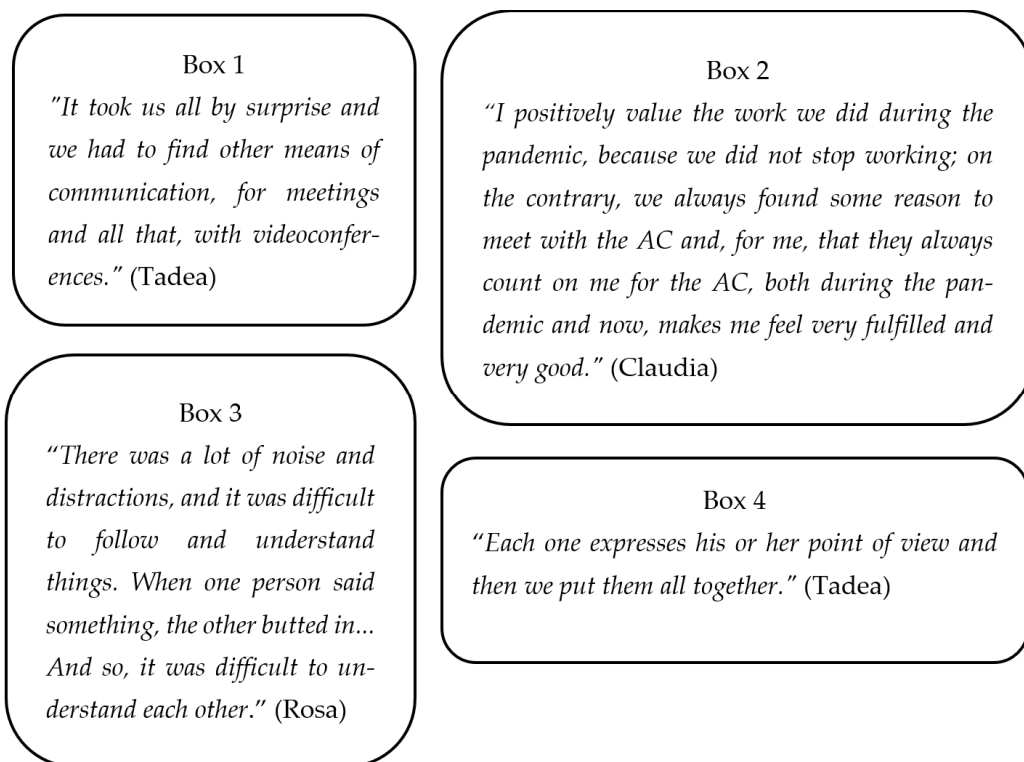 Box 1
"It took us all by surprise and
we had to find other means of
communication, for meetings
and all that, with videoconfer-
ences." (Tadea)
Box 2
“I positively value the work we did during the
pandemic, because we did not stop working; on
the contrary, we always found some reason to
meet with the AC and, for me, that they always
count on me for the AC, both during the pan-
demic and now, makes me feel very fulfilled and
very good.” (Claudia)
Box 3
“There was a lot of noise and
distractions, and it was difficult
to follow and understand
things. When one person said
something, the other butted in...
And so, it was difficult to un-
derstand each other.” (Rosa)
Box 4
“Each one expresses his or her point of view and
then we put them all together.” (Tadea)